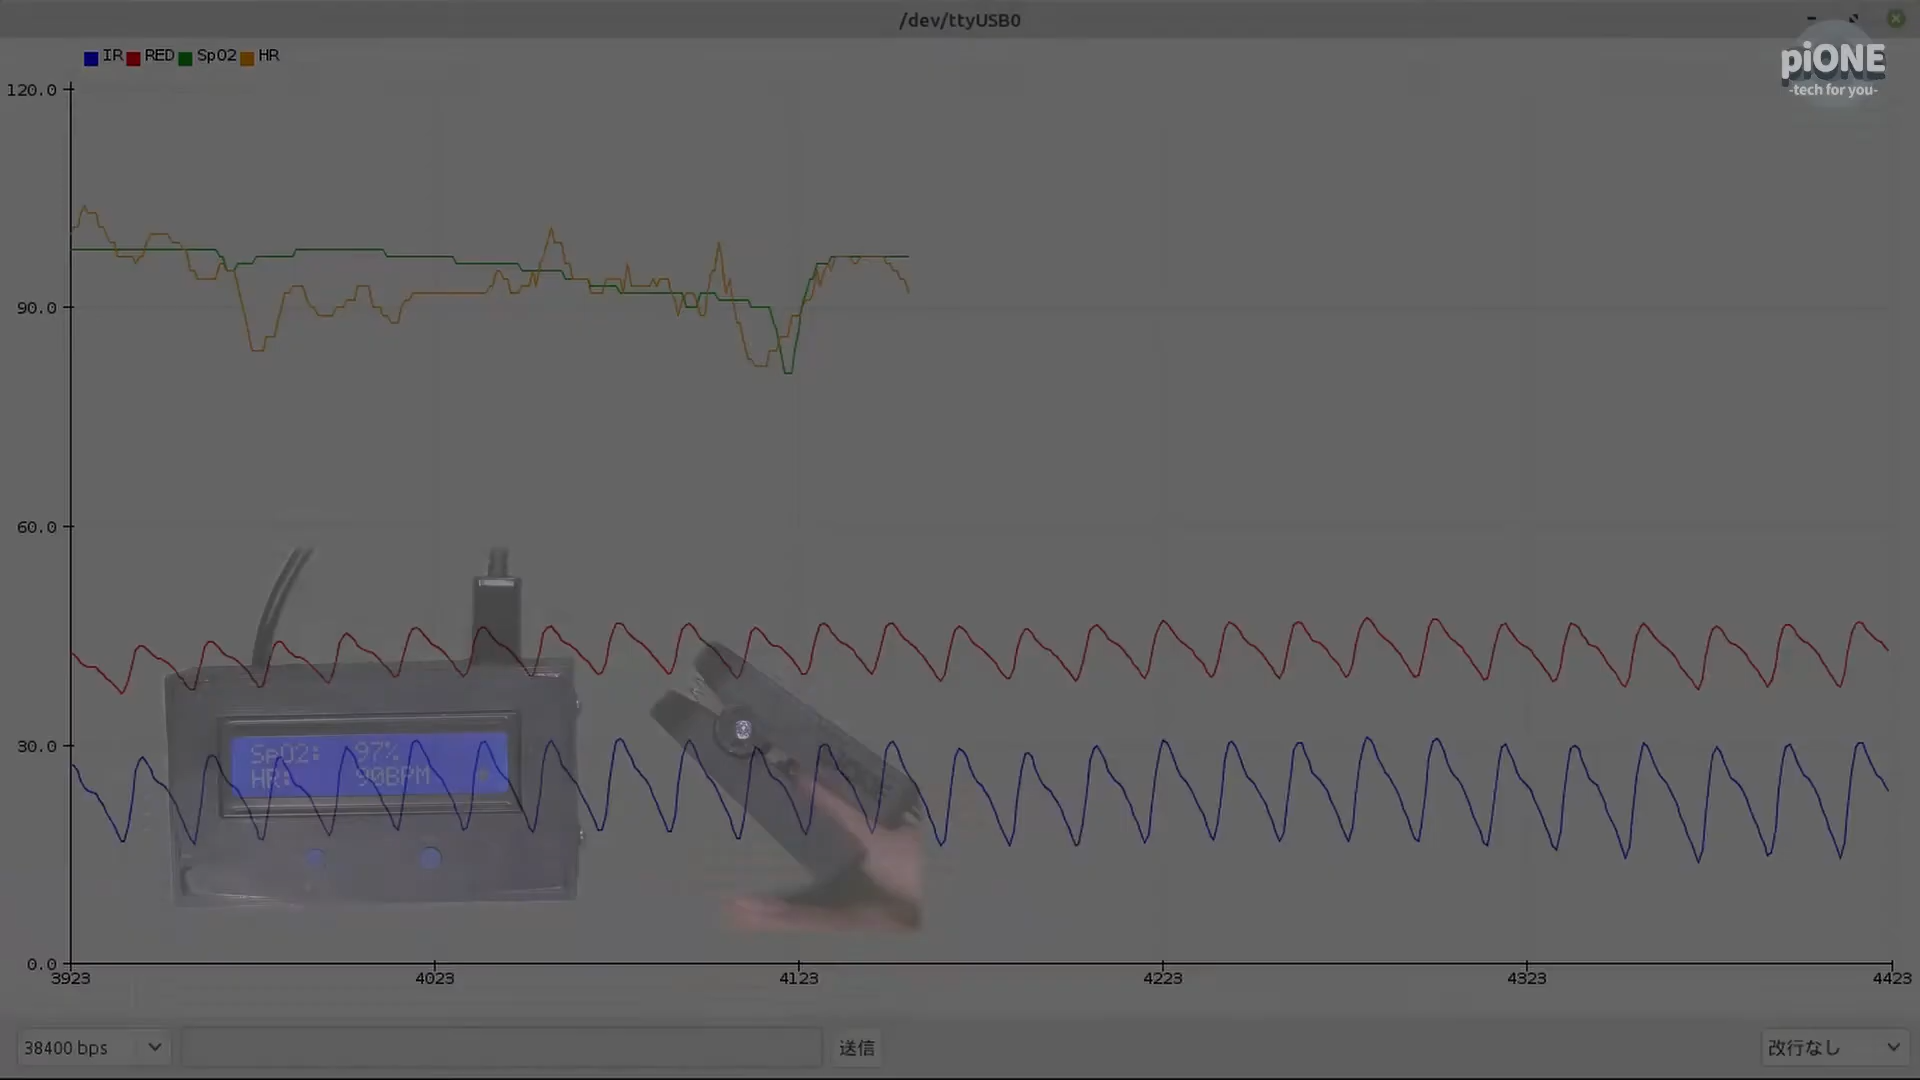 /dev/ttyUSB0
piONE
-tech for you-
IR RED SpO2 HR
120.0
90.0
60.0
30.0
0.0
SpO2: 97%
HR: 90BPM
3923 4023 4123 4223 4323 4423
38400 bps 送信 改行なし